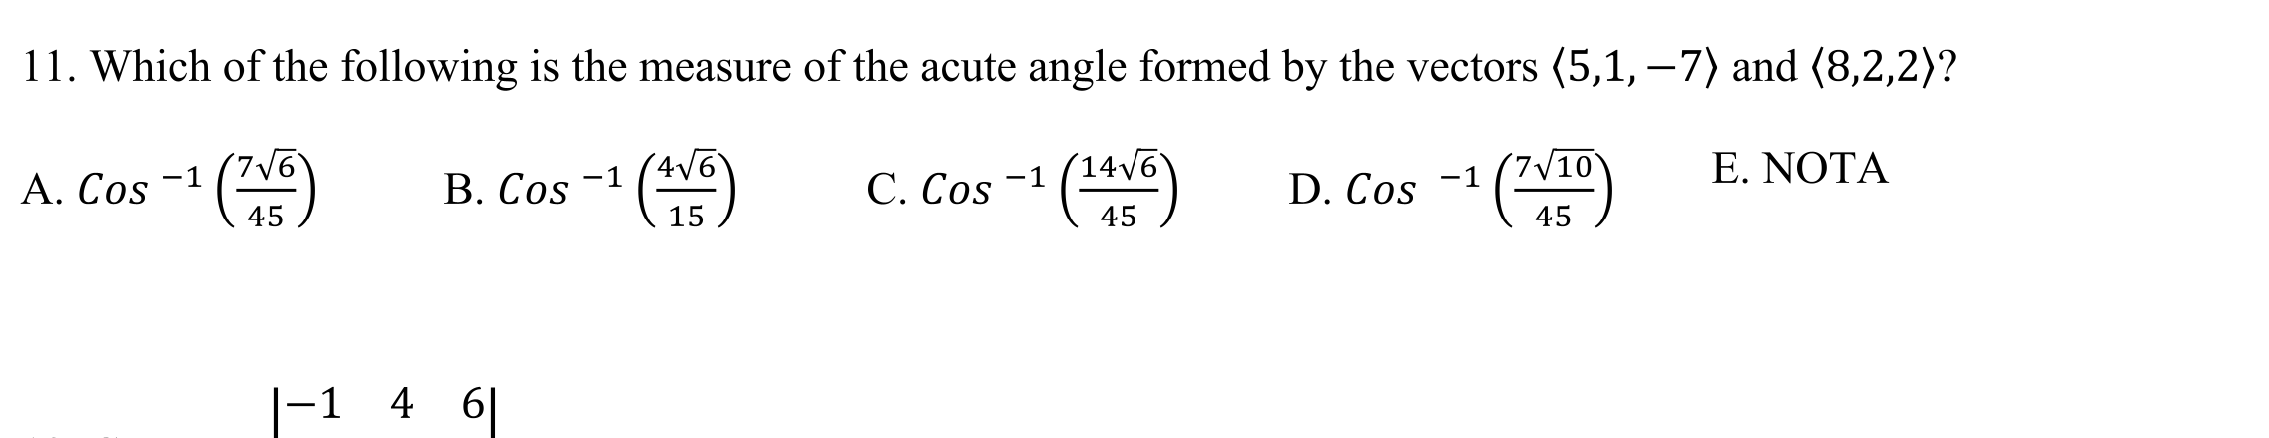 11. Which of the following is the measure of the acute angle formed by the vectors ⟨5,1, −7⟩ and ⟨8,2,2⟩?
A. Cos ⁻¹ (7√6/45) B. Cos ⁻¹ (4√6/15) C. Cos ⁻¹ (14√6/45) D. Cos ⁻¹ (7√10/45) E. NOTA
|−1 4 6|